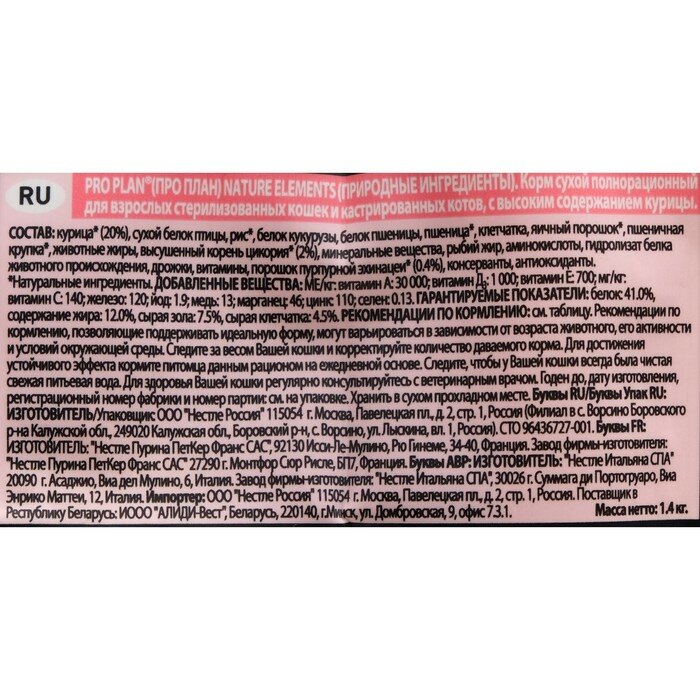 RU
PRO PLAN®(ПРО ПЛАН) NATURE ELEMENTS (ПРИРОДНЫЕ ИНГРЕДИЕНТЫ). Корм сухой полнорационный
для взрослых стерилизованных кошек и кастрированных котов, с высоким содержанием курицы.
СОСТАВ: курица* (20%), сухой белок птицы, рис*, белок кукурузы, белок пшеницы, пшеница*, клетчатка, яичный порошок*, пшеничная
крупка*, животные жиры, высушенный корень цикория* (2%), минеральные вещества, рыбий жир, аминокислоты, гидролизат белка
животного происхождения, дрожжи, витамины, порошок пурпурной эхинацеи* (0.4%), консерванты, антиоксиданты.
*Натуральные ингредиенты. ДОБАВЛЕННЫЕ ВЕЩЕСТВА: МЕ/кг: витамин А: 30 000; витамин Д₃: 1 000; витамин Е: 700; мг/кг:
витамин С: 140; железо: 120; йод: 1.9; медь: 13; марганец: 46; цинк: 110; селен: 0.13. ГАРАНТИРУЕМЫЕ ПОКАЗАТЕЛИ: белок: 41.0%,
содержание жира: 12.0%, сырая зола: 7.5%, сырая клетчатка: 4.5%. РЕКОМЕНДАЦИИ ПО КОРМЛЕНИЮ: см. таблицу. Рекомендации по
кормлению, позволяющие поддерживать идеальную форму, могут варьироваться в зависимости от возраста животного, его активности
и условий окружающей среды. Следите за весом Вашей кошки и корректируйте количество даваемого корма. Для достижения
устойчивого эффекта кормите питомца данным рационом на ежедневной основе. Следите, чтобы у Вашей кошки всегда была чистая
свежая питьевая вода. Для здоровья Вашей кошки регулярно консультируйтесь с ветеринарным врачом. Годен до, дату изготовления,
регистрационный номер фабрики и номер партии: см. на упаковке. Хранить в сухом прохладном месте. Буквы RU/Буквы Упак RU:
ИЗГОТОВИТЕЛЬ/Упаковщик: ООО "Нестле Россия" 115054 г. Москва, Павелецкая пл., д. 2, стр. 1, Россия (Филиал в с. Ворсино Боровского
р-на Калужской обл., 249020 Калужская обл., Боровский р-н, с. Ворсино, ул. Лыскина, вл. 1, Россия). СТО 96436727-001. Буквы FR:
ИЗГОТОВИТЕЛЬ: "Нестле Пурина ПетКер Франс САС", 92130 Исси-Ле-Мулино, Рю Гинеме, 34-40, Франция. Завод фирмы-изготовителя:
"Нестле Пурина ПетКер Франс САС" 27290 г. Монтфор Сюр Рисле, БП7, Франция. Буквы АВР: ИЗГОТОВИТЕЛЬ: "Нестле Итальяна СПА"
20090 г. Асаджио, Виа дел Мулино, 6, Италия. Завод фирмы-изготовителя: "Нестле Итальяна СПА", 30026 г. Суммага ди Портогуаро, Виа
Энрико Маттеи, 12, Италия. Импортер: ООО "Нестле Россия" 115054 г. Москва, Павелецкая пл., д. 2, стр. 1, Россия. Поставщик в
Республику Беларусь: ИООО "АЛИДИ-Вест", Беларусь, 220140, г.Минск, ул. Домбровская, 9, офис 7.3.1. Масса нетто: 1.4 кг.